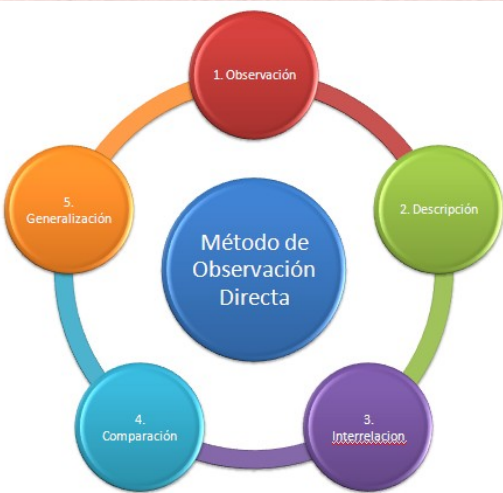 1. Observación
2. Descripción
3.
Interrelacion
4.
Comparación
5.
Generalización
Método de
Observación
Directa